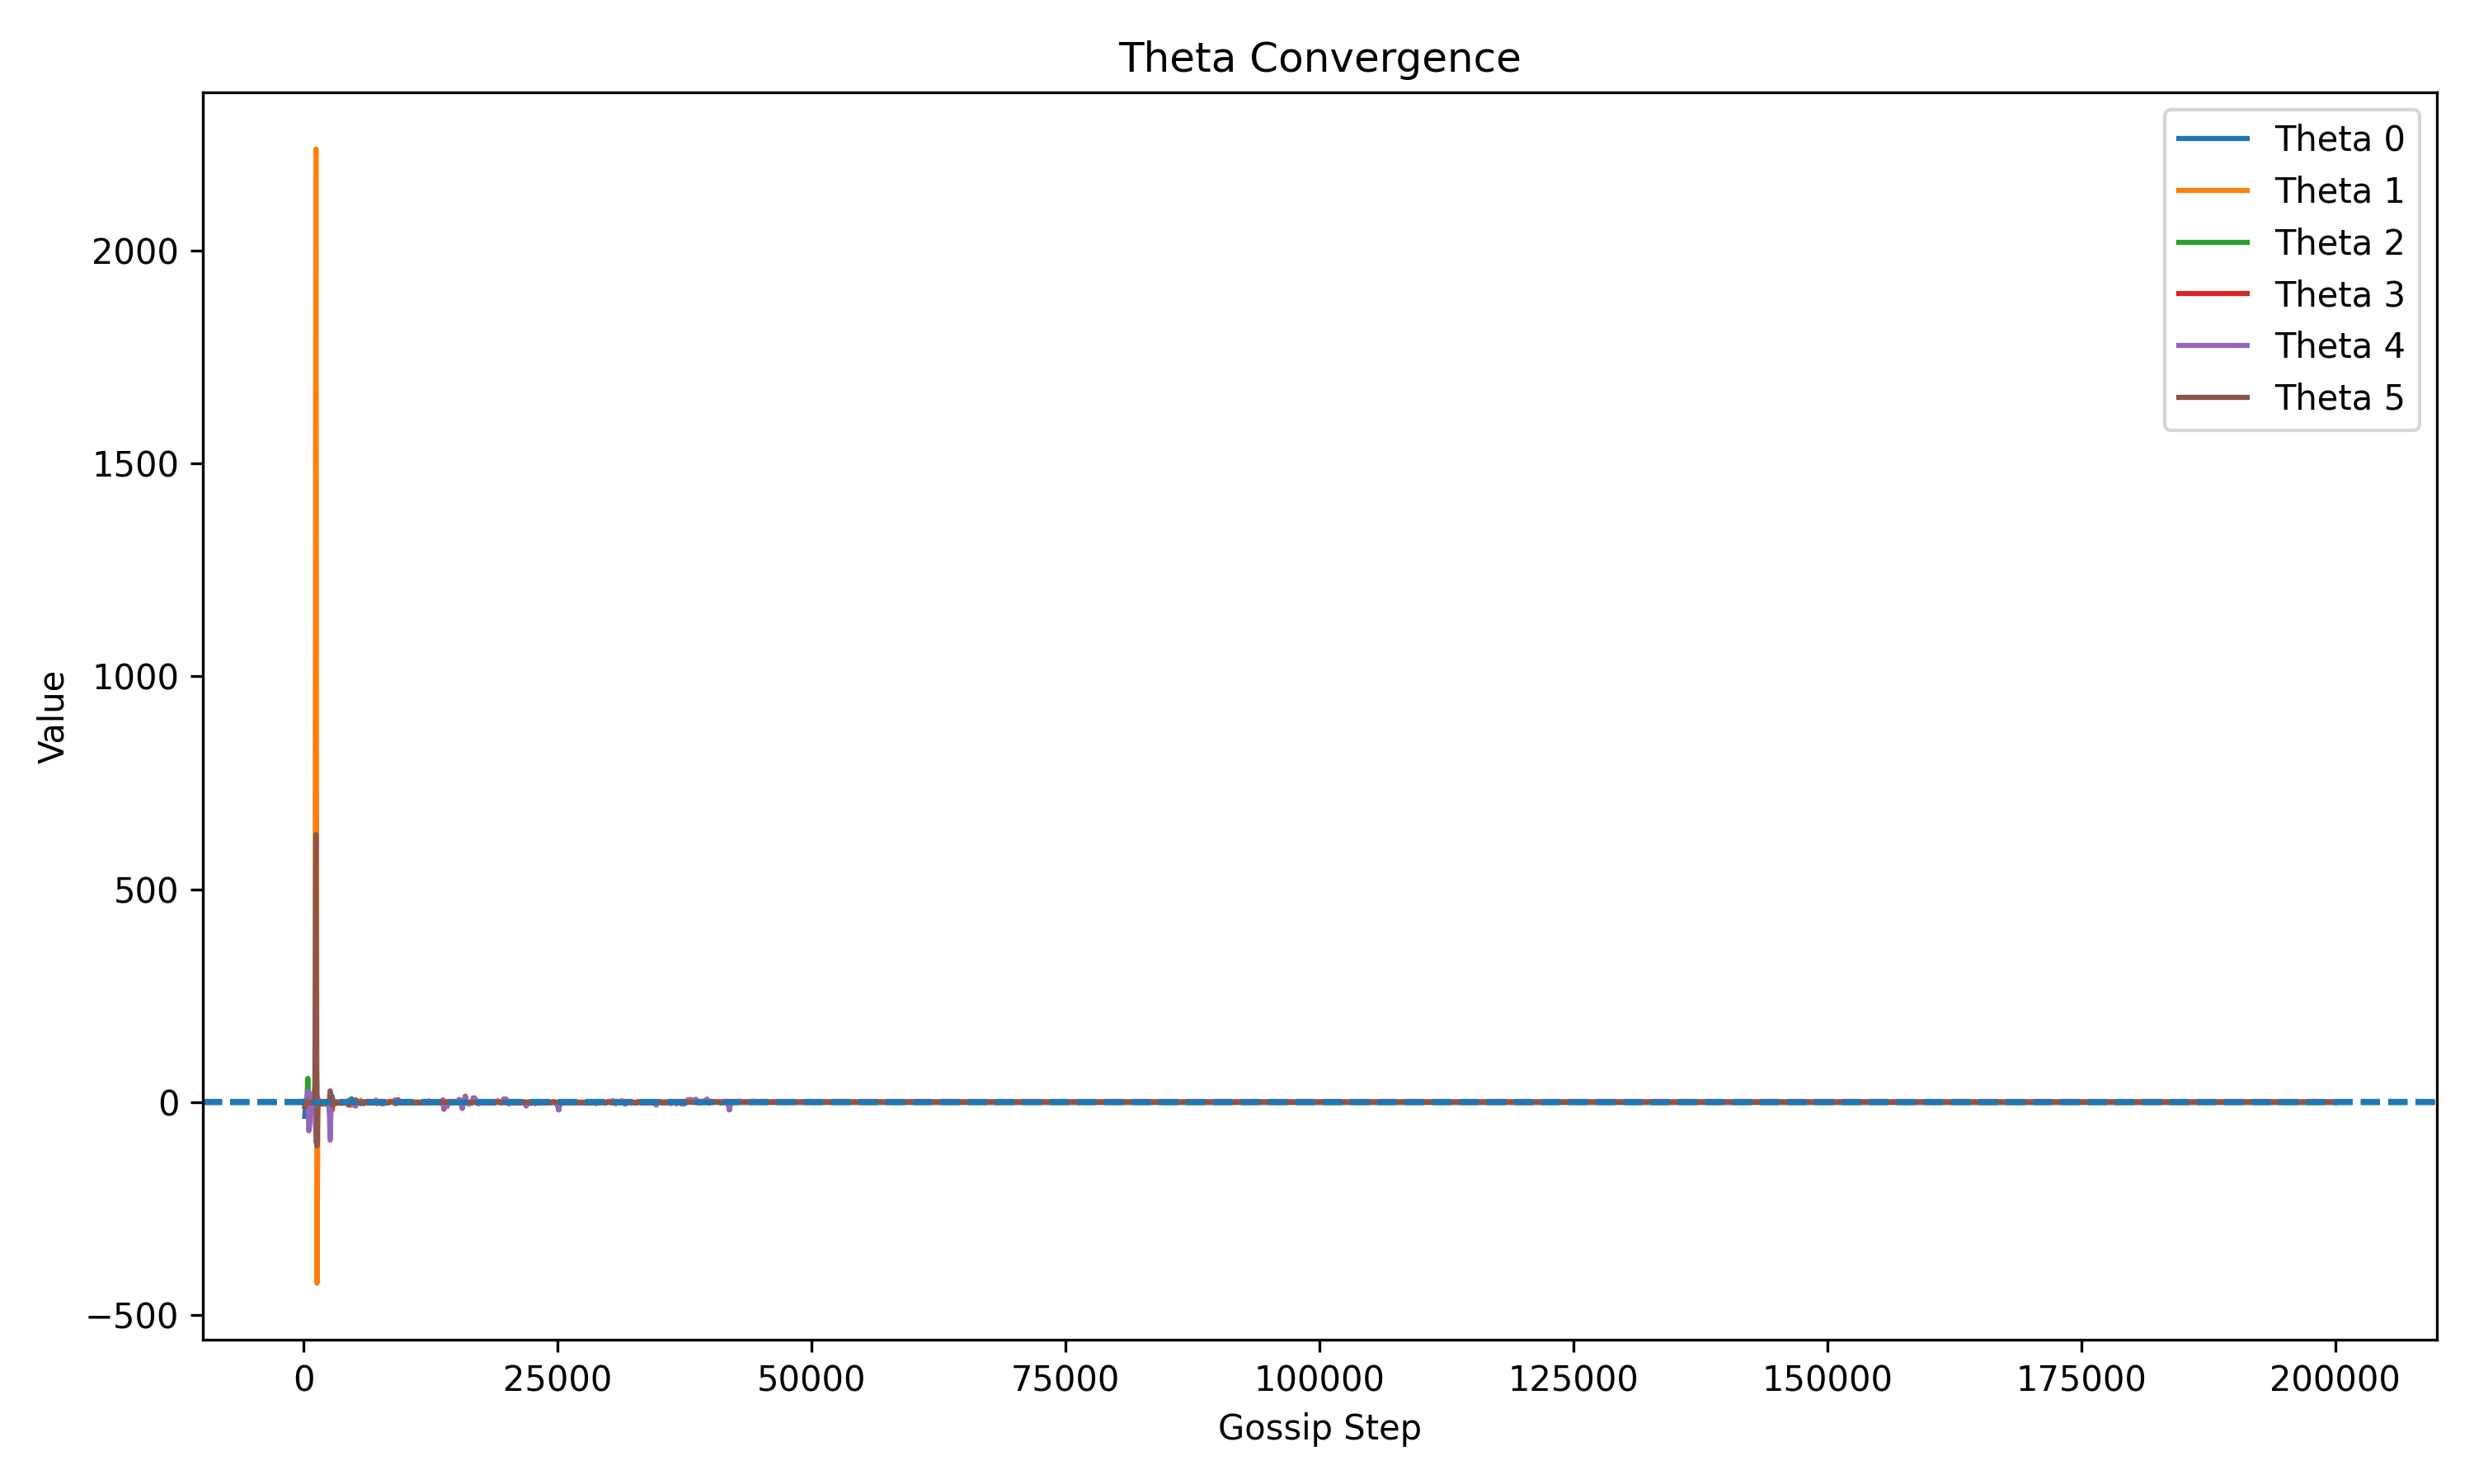 Theta Convergence
Theta 0
Theta 1
Theta 2
Theta 3
Theta 4
Theta 5
Value
2000
1500
1000
500
0
−500
0 25000 50000 75000 100000 125000 150000 175000 200000
Gossip Step